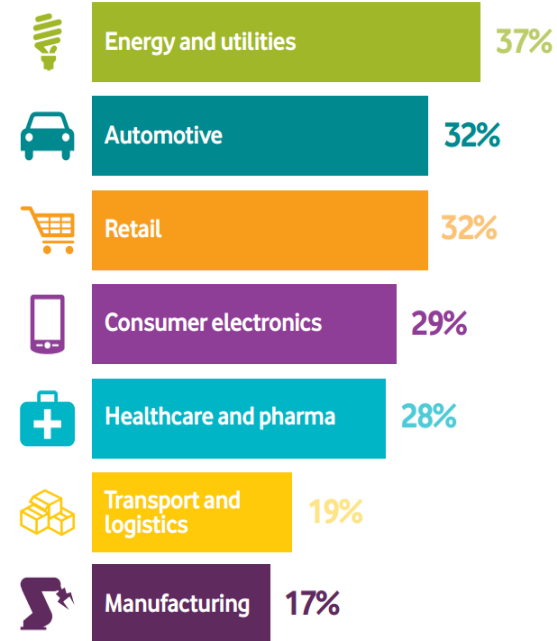 Energy and utilities 37%
Automotive 32%
Retail 32%
Consumer electronics 29%
Healthcare and pharma 28%
Transport and
logistics 19%
Manufacturing 17%